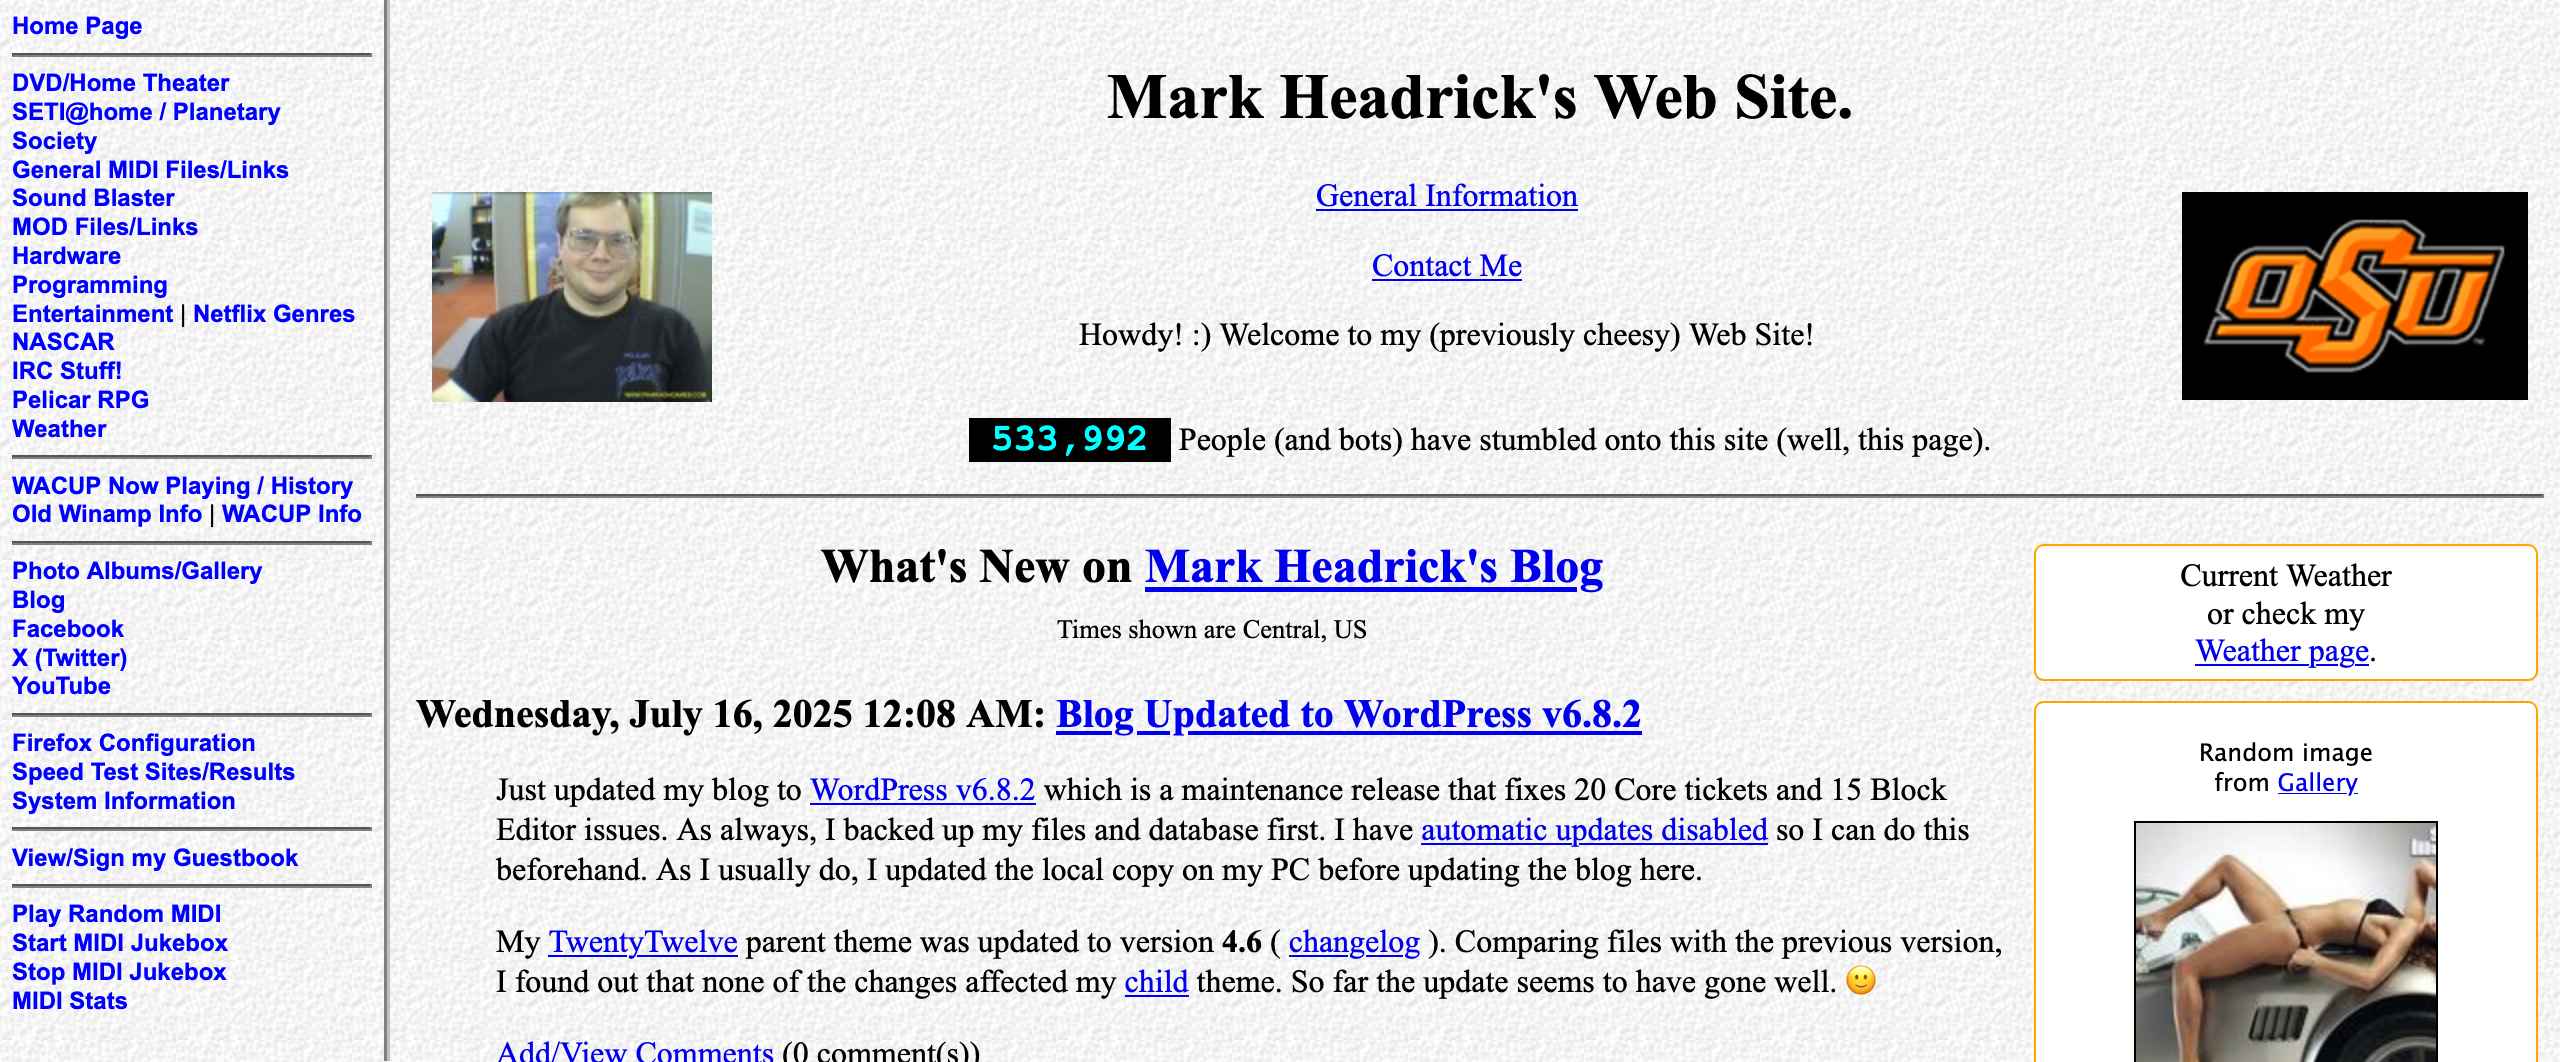 Home Page
DVD/Home Theater
SETI@home / Planetary
Society
General MIDI Files/Links
Sound Blaster
MOD Files/Links
Hardware
Programming
Entertainment | Netflix Genres
NASCAR
IRC Stuff!
Pelicar RPG
Weather
WACUP Now Playing / History
Old Winamp Info | WACUP Info
Photo Albums/Gallery
Blog
Facebook
X (Twitter)
YouTube
Firefox Configuration
Speed Test Sites/Results
System Information
View/Sign my Guestbook
Play Random MIDI
Start MIDI Jukebox
Stop MIDI Jukebox
MIDI Stats
Mark Headrick's Web Site.
General Information
Contact Me
Howdy! :) Welcome to my (previously cheesy) Web Site!
OSU
533,992 People (and bots) have stumbled onto this site (well, this page).
What's New on Mark Headrick's Blog
Times shown are Central, US
Wednesday, July 16, 2025 12:08 AM: Blog Updated to WordPress v6.8.2
Just updated my blog to WordPress v6.8.2 which is a maintenance release that fixes 20 Core tickets and 15 Block
Editor issues. As always, I backed up my files and database first. I have automatic updates disabled so I can do this
beforehand. As I usually do, I updated the local copy on my PC before updating the blog here.
My TwentyTwelve parent theme was updated to version 4.6 ( changelog ). Comparing files with the previous version,
I found out that none of the changes affected my child theme. So far the update seems to have gone well. 🙂
Add/View Comments (0 comment(s))
Current Weather
or check my
Weather page.
Random image
from Gallery